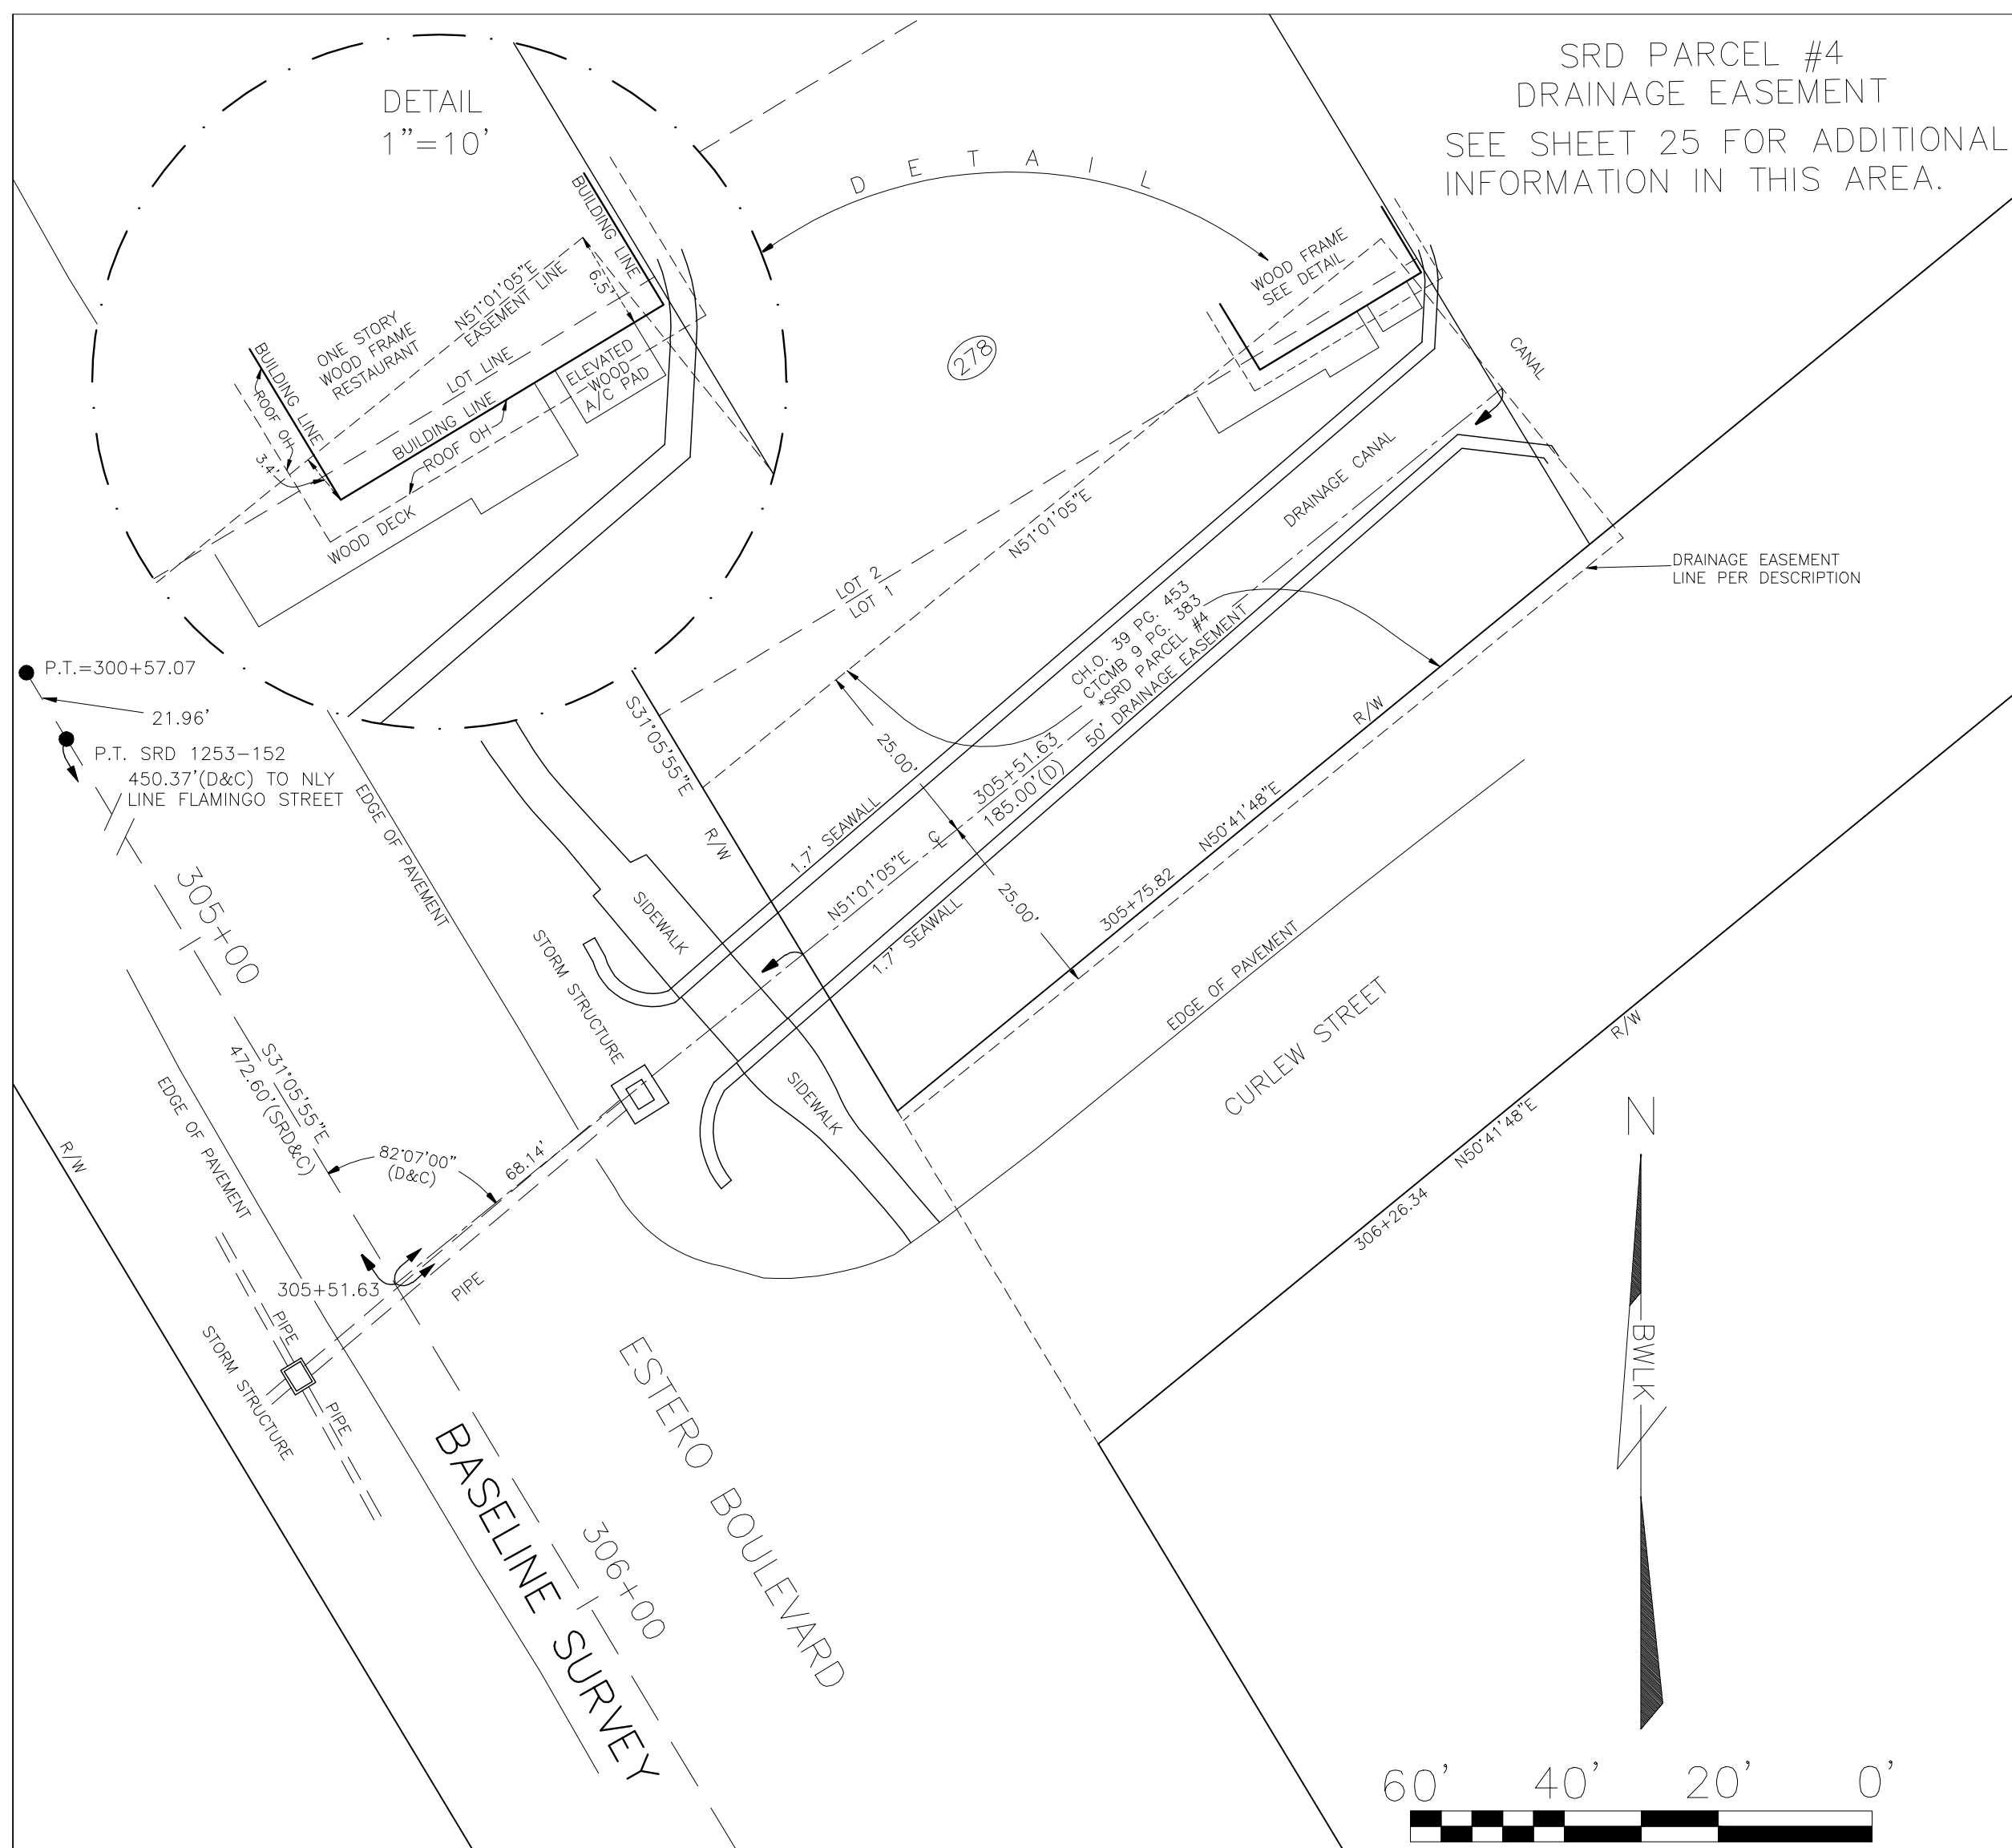 SRD PARCEL #4
DRAINAGE EASEMENT
SEE SHEET 25 FOR ADDITIONAL
INFORMATION IN THIS AREA.
DETAIL
1"=10'
DETAIL
BUILDING LINE
6.5'
N51°01'05"E
EASEMENT LINE
ONE STORY
WOOD FRAME
RESTAURANT
LOT LINE
BUILDING LINE
BUILDING LINE
ROOF OH
3.4'
ROOF OH
ELEVATED
WOOD
A/C PAD
WOOD DECK
WOOD FRAME
SEE DETAIL
278
CANAL
DRAINAGE CANAL
N51°01'05"E
LOT 2
LOT 1
DRAINAGE EASEMENT
LINE PER DESCRIPTION
CH.O. 39 PG. 453
CTCMB 9 PG. 383
*SRD PARCEL #4
50' DRAINAGE EASEMENT
P.T.=300+57.07
21.96'
P.T. SRD 1253-152
450.37'(D&C) TO NLY
LINE FLAMINGO STREET
S31°05'55"E
R/W
25.00'
305+51.63
185.00'(D)
R/W
N50°41'48"E
305+75.82
1.7' SEAWALL
N51°01'05"E
CL
25.00'
1.7' SEAWALL
EDGE OF PAVEMENT
EDGE OF PAVEMENT
305+00
SIDEWALK
STORM STRUCTURE
SIDEWALK
CURLEW STREET
R/W
N50°41'48"E
306+26.34
S31°05'55"E
472.60'(SRD&C)
EDGE OF PAVEMENT
R/W
82°07'00"
(D&C)
68.14'
305+51.63
PIPE
PIPE
PIPE
STORM STRUCTURE
BASELINE SURVEY
306+00
ESTERO BOULEVARD
N
BWLK
60' 40' 20' 0'